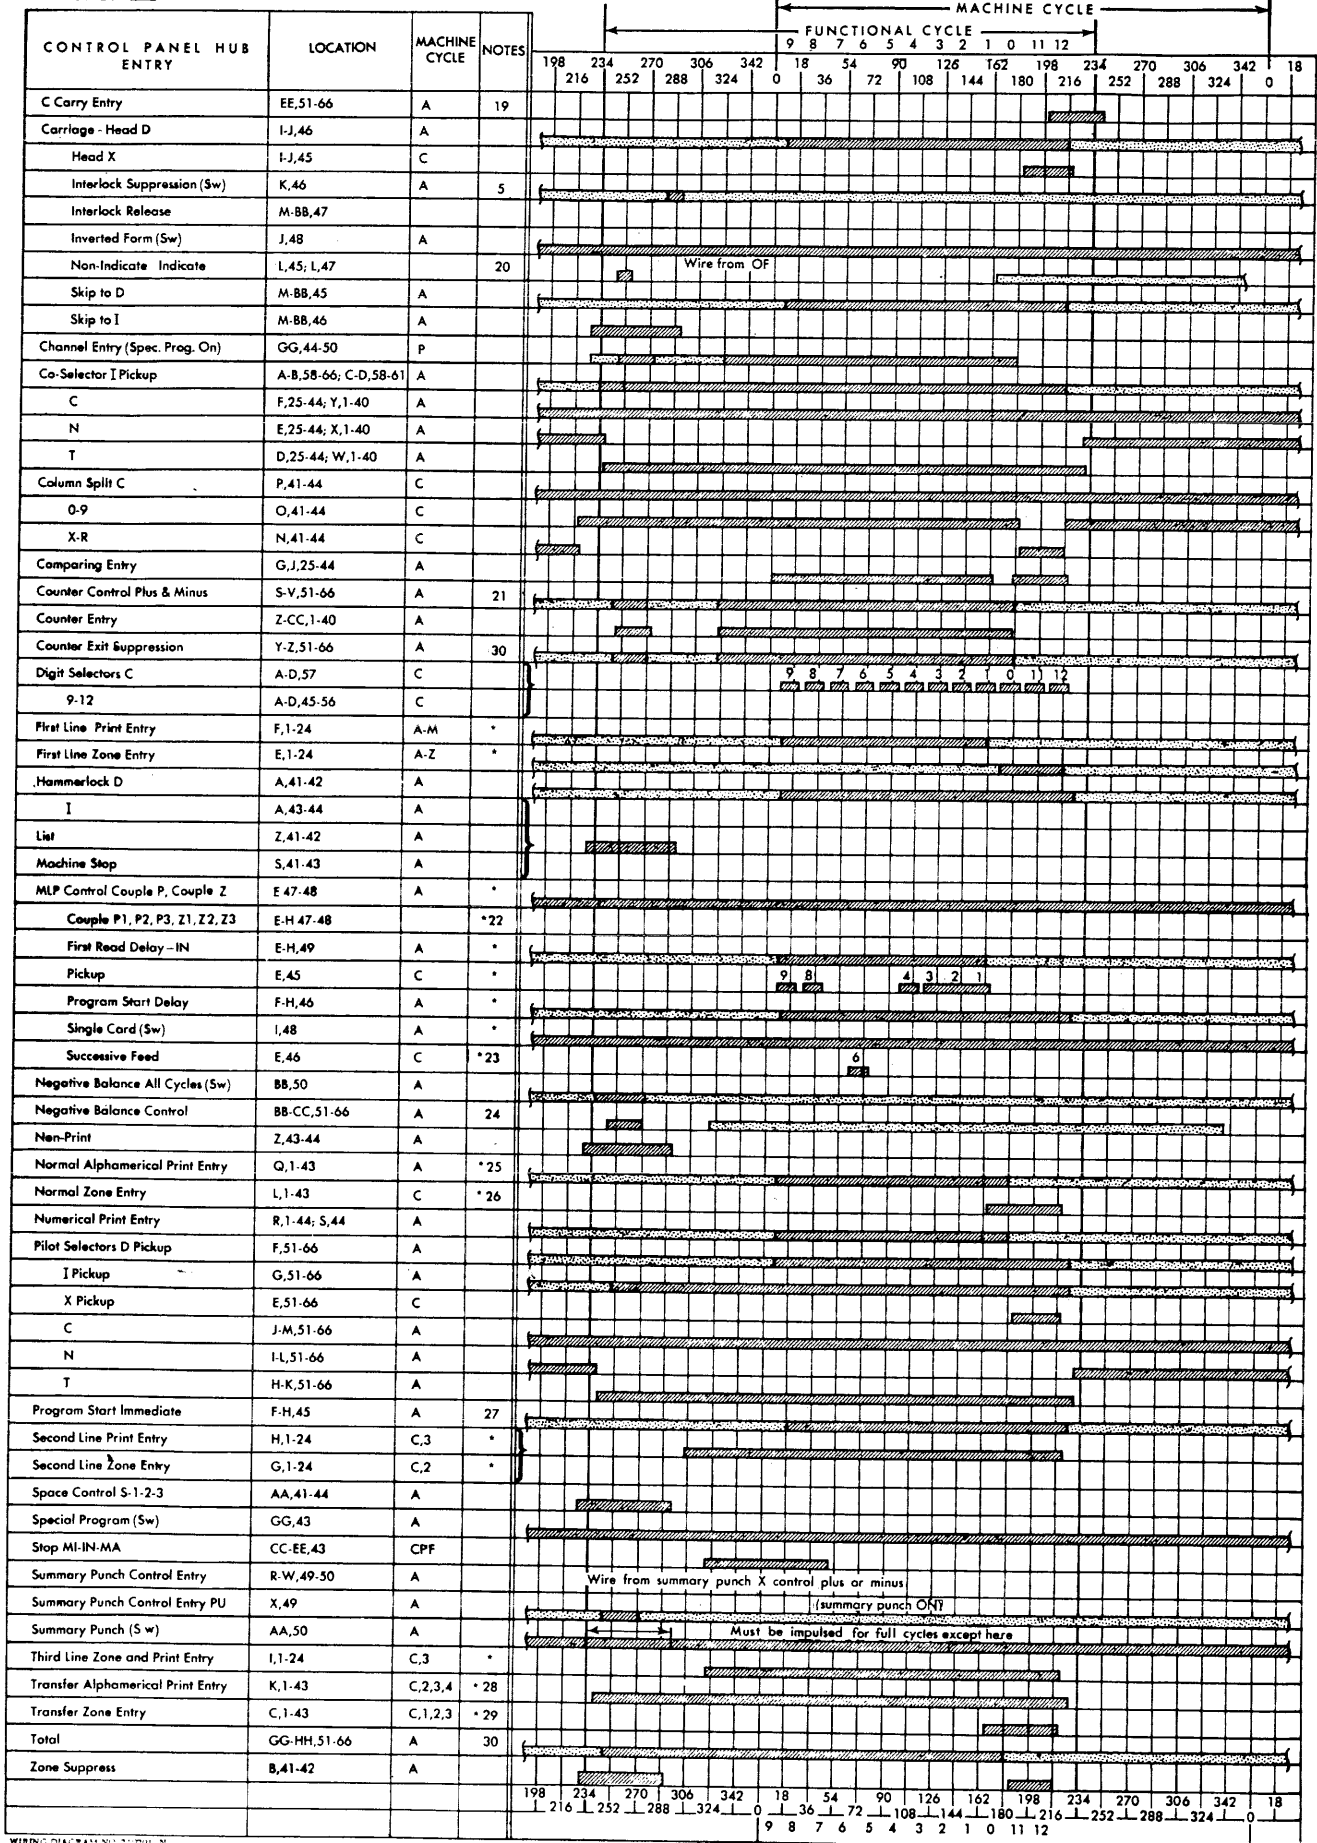 MACHINE CYCLE
FUNCTIONAL CYCLE
CONTROL PANEL HUB ENTRY LOCATION MACHINE CYCLE NOTES
9 8 7 6 5 4 3 2 1 0 11 12
198 234 270 306 342 18 54 90 126 162 198 234 270 306 342 18
216 252 288 324 0 36 72 108 144 180 216 252 288 324 0
C Carry Entry EE,51-66 A 19
Carriage - Head D I-J,46 A
Head X I-J,45 C
Interlock Suppression (Sw) K,46 A 5
Interlock Release M-BB,47
Inverted Form (Sw) J,48 A
Non-Indicate Indicate L,45; L,47 20 Wire from OF
Skip to D M-BB,45 A
Skip to I M-BB,46 A
Channel Entry (Spec. Prog. On) GG,44-50 P
Co-Selector I Pickup A-B,58-66; C-D,58-61 A
C F,25-44; Y,1-40 A
N E,25-44; X,1-40 A
T D,25-44; W,1-40 A
Column Split C P,41-44 C
0-9 O,41-44 C
X-R N,41-44 C
Comparing Entry G,J,25-44 A
Counter Control Plus & Minus S-V,51-66 A 21
Counter Entry Z-CC,1-40 A
Counter Exit Suppression Y-Z,51-66 A 30
Digit Selectors C A-D,57 C 9 8 7 6 5 4 3 2 1 0 11 12
9-12 A-D,45-56 C
First Line Print Entry F,1-24 A-M *
First Line Zone Entry E,1-24 A-Z *
Hammerlock D A,41-42 A
I A,43-44 A
List Z,41-42 A
Machine Stop S,41-43 A
MLP Control Couple P, Couple Z E 47-48 A *
Couple P1, P2, P3, Z1, Z2, Z3 E-H 47-48 *22
First Read Delay-IN E-H,49 A *
Pickup E,45 C * 9 8 4 3 2 1
Program Start Delay F-H,46 A *
Single Card (Sw) I,48 A *
Successive Feed E,46 C *23 6
Negative Balance All Cycles (Sw) BB,50 A
Negative Balance Control BB-CC,51-66 A 24
Non-Print Z,43-44 A
Normal Alphamerical Print Entry Q,1-43 A *25
Normal Zone Entry L,1-43 C *26
Numerical Print Entry R,1-44; S,44 A
Pilot Selectors D Pickup F,51-66 A
I Pickup G,51-66 A
X Pickup E,51-66 C
C J-M,51-66 A
N I-L,51-66 A
T H-K,51-66 A
Program Start Immediate F-H,45 A 27
Second Line Print Entry H,1-24 C,3 *
Second Line Zone Entry G,1-24 C,2 *
Space Control S-1-2-3 AA,41-44 A
Special Program (Sw) GG,43 A
Stop MI-IN-MA CC-EE,43 CPF
Summary Punch Control Entry R-W,49-50 A Wire from summary punch X control plus or minus
Summary Punch Control Entry PU X,49 A (summary punch ON)
Summary Punch (Sw) AA,50 A Must be impulsed for full cycles except here
Third Line Zone and Print Entry I,1-24 C,3 *
Transfer Alphamerical Print Entry K,1-43 C,2,3,4 *28
Transfer Zone Entry C,1-43 C,1,2,3 *29
Total GG-HH,51-66 A 30
Zone Suppress B,41-42 A
198 234 270 306 342 18 54 90 126 162 198 234 270 306 342 18
216 252 288 324 0 36 72 108 144 180 216 252 288 324 0
9 8 7 6 5 4 3 2 1 0 11 12